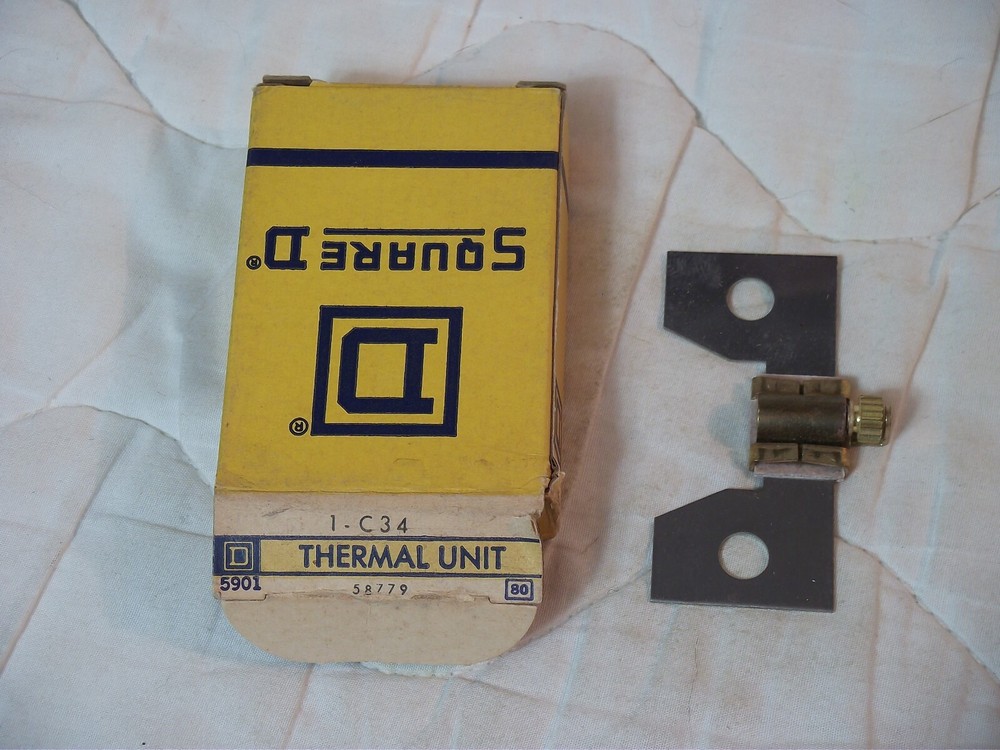 SQUARE D®
D
®
1-C34
D THERMAL UNIT
5901 58779 80